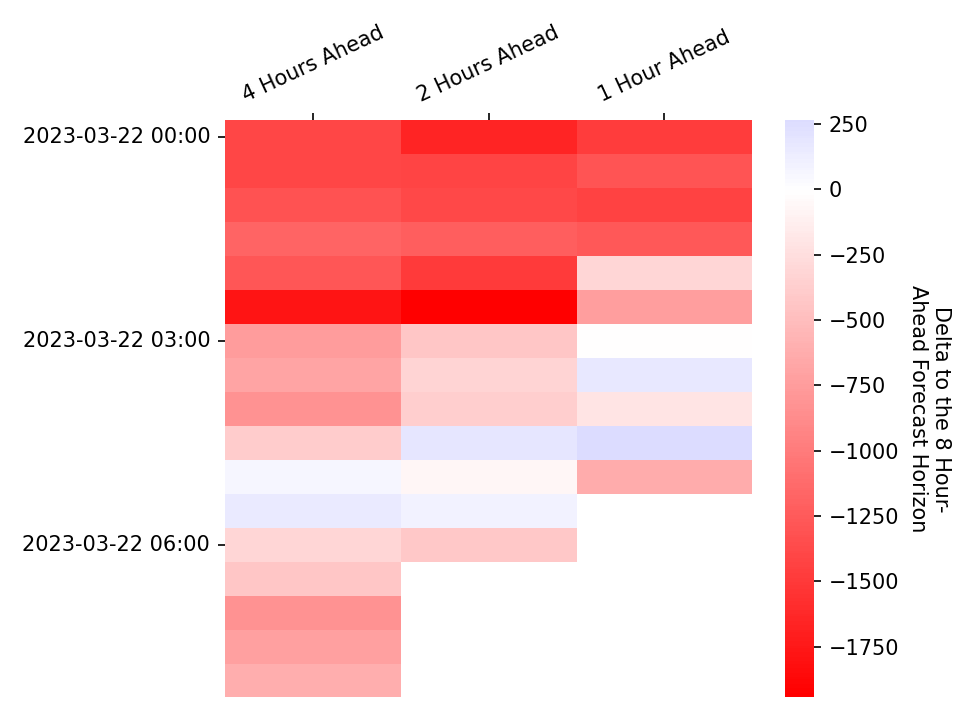 4 Hours Ahead
2 Hours Ahead
1 Hour Ahead
2023-03-22 00:00
2023-03-22 03:00
2023-03-22 06:00
250
0
−250
−500
−750
−1000
−1250
−1500
−1750
Delta to the 8 Hour-
Ahead Forecast Horizon